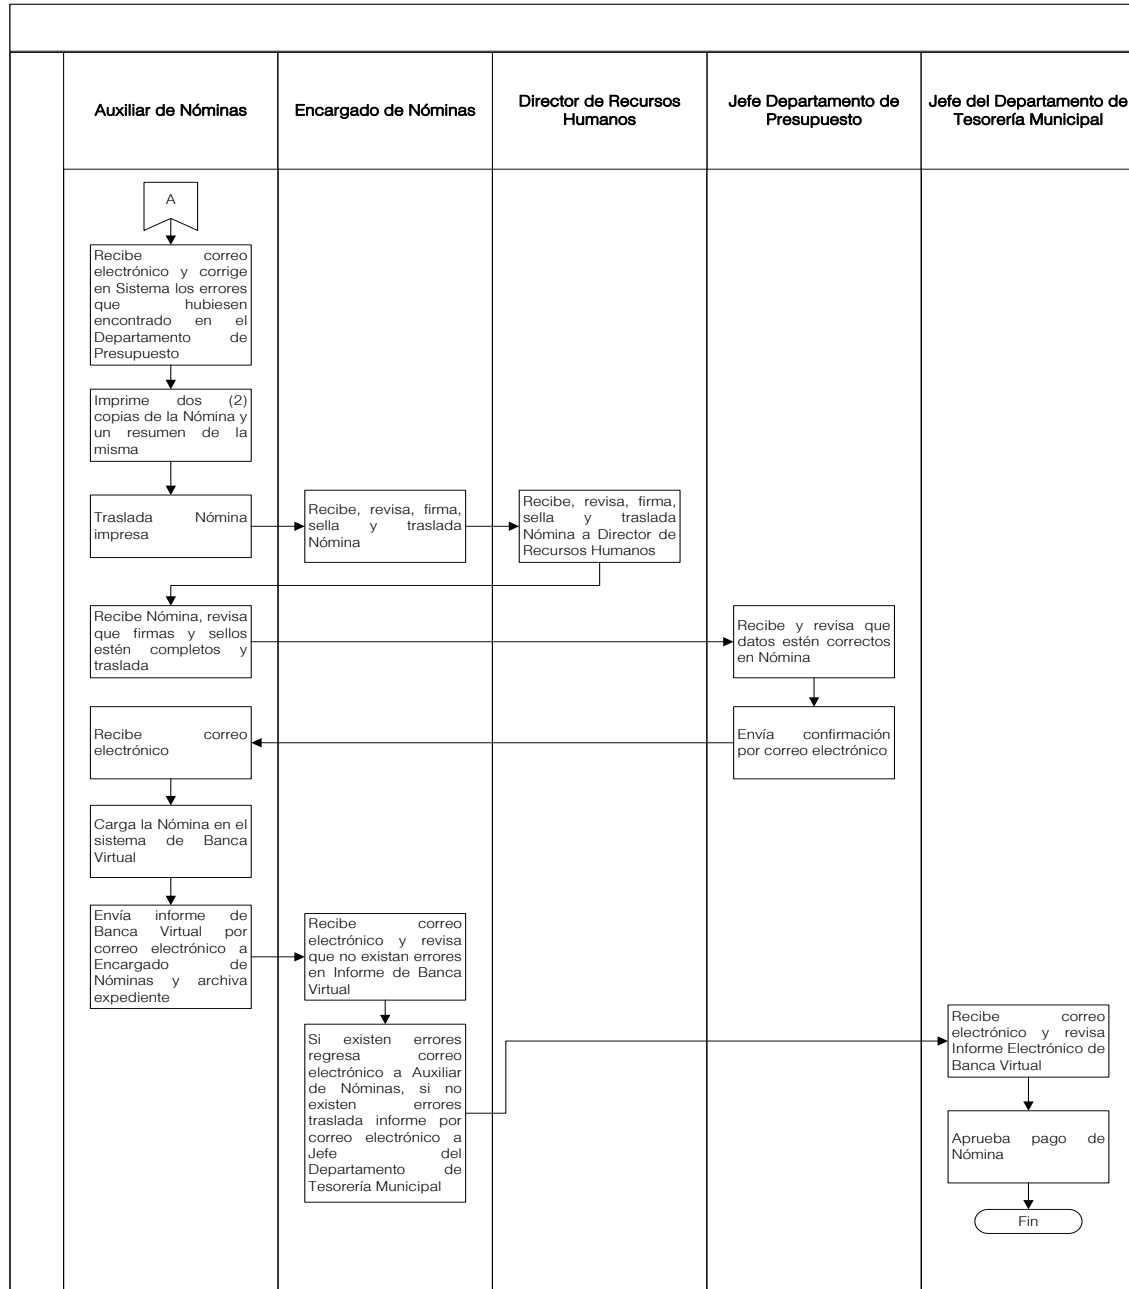 Auxiliar de Nóminas
Encargado de Nóminas
Director de Recursos
Humanos
Jefe Departamento de
Presupuesto
Jefe del Departamento de
Tesorería Municipal
A
Recibe correo
electrónico y corrige
en Sistema los errores
que hubiesen
encontrado en el
Departamento de
Presupuesto
Imprime dos (2)
copias de la Nómina y
un resumen de la
misma
Traslada Nómina
impresa
Recibe, revisa, firma,
sella y traslada
Nómina
Recibe, revisa, firma,
sella y traslada
Nómina a Director de
Recursos Humanos
Recibe Nómina, revisa
que firmas y sellos
estén completos y
traslada
Recibe y revisa que
datos estén correctos
en Nómina
Envía confirmación
por correo electrónico
Recibe correo
electrónico
Carga la Nómina en el
sistema de Banca
Virtual
Envía informe de
Banca Virtual por
correo electrónico a
Encargado de
Nóminas y archiva
expediente
Recibe correo
electrónico y revisa
que no existan errores
en Informe de Banca
Virtual
Si existen errores
regresa correo
electrónico a Auxiliar
de Nóminas, si no
existen errores
traslada informe por
correo electrónico a
Jefe del
Departamento de
Tesorería Municipal
Recibe correo
electrónico y revisa
Informe Electrónico de
Banca Virtual
Aprueba pago de
Nómina
Fin